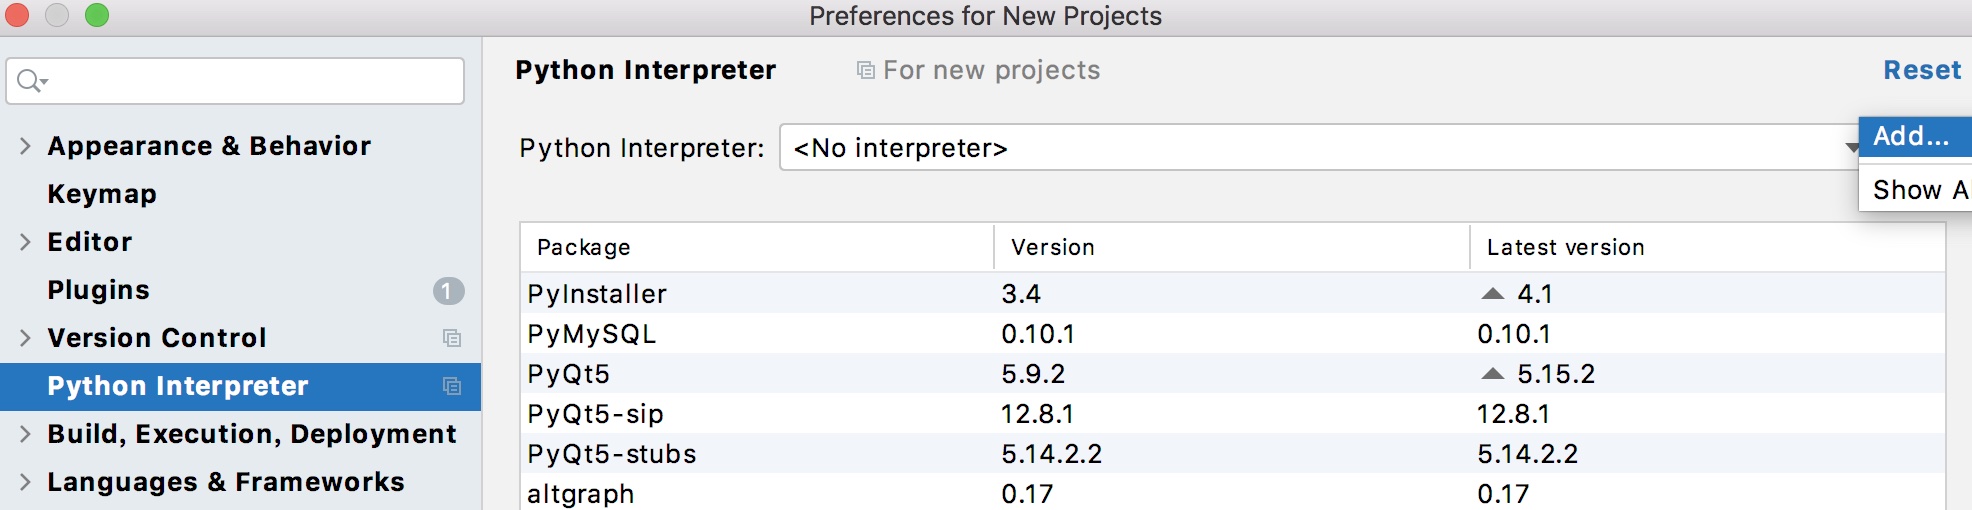 Preferences for New Projects
Python Interpreter For new projects Reset
Appearance & Behavior
Keymap
Editor
Plugins 1
Version Control
Python Interpreter
Build, Execution, Deployment
Languages & Frameworks
Python Interpreter: <No interpreter>
Add...
Show
Package Version Latest version
PyInstaller 3.4 4.1
PyMySQL 0.10.1 0.10.1
PyQt5 5.9.2 5.15.2
PyQt5-sip 12.8.1 12.8.1
PyQt5-stubs 5.14.2.2 5.14.2.2
altgraph 0.17 0.17